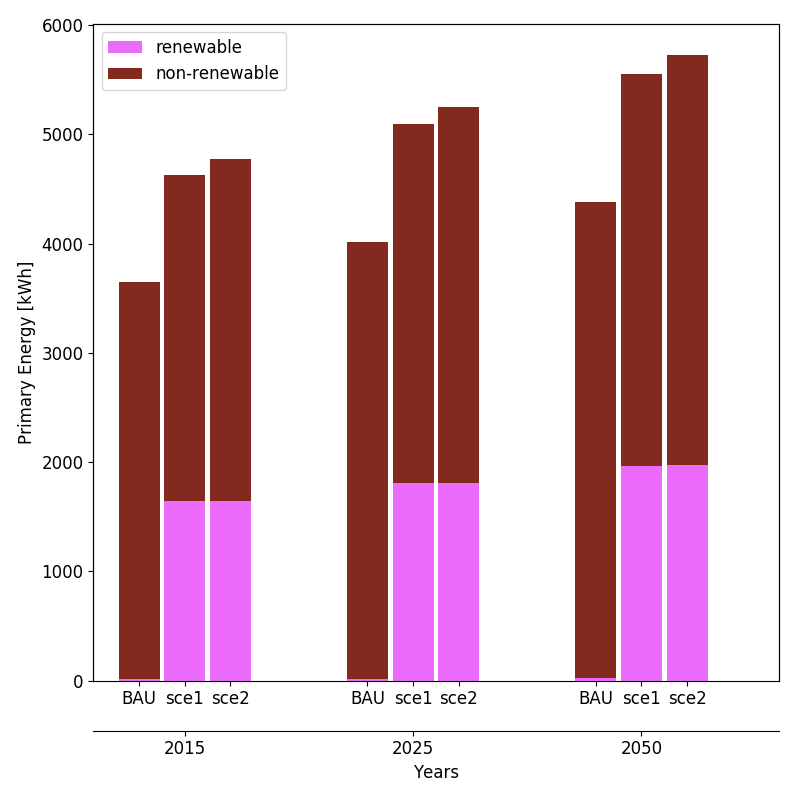 renewable
non-renewable
6000
5000
4000
3000
2000
1000
0
Primary Energy [kWh]
BAU sce1 sce2 BAU sce1 sce2 BAU sce1 sce2
2015 2025 2050
Years